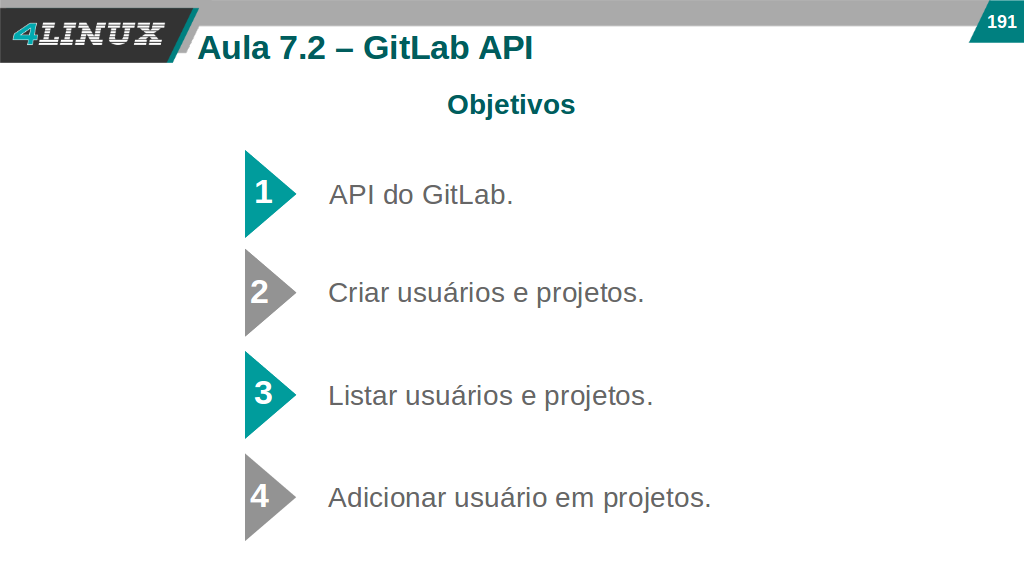 4LINUX
191
Aula 7.2 – GitLab API
Objetivos
1 API do GitLab.
2 Criar usuários e projetos.
3 Listar usuários e projetos.
4 Adicionar usuário em projetos.